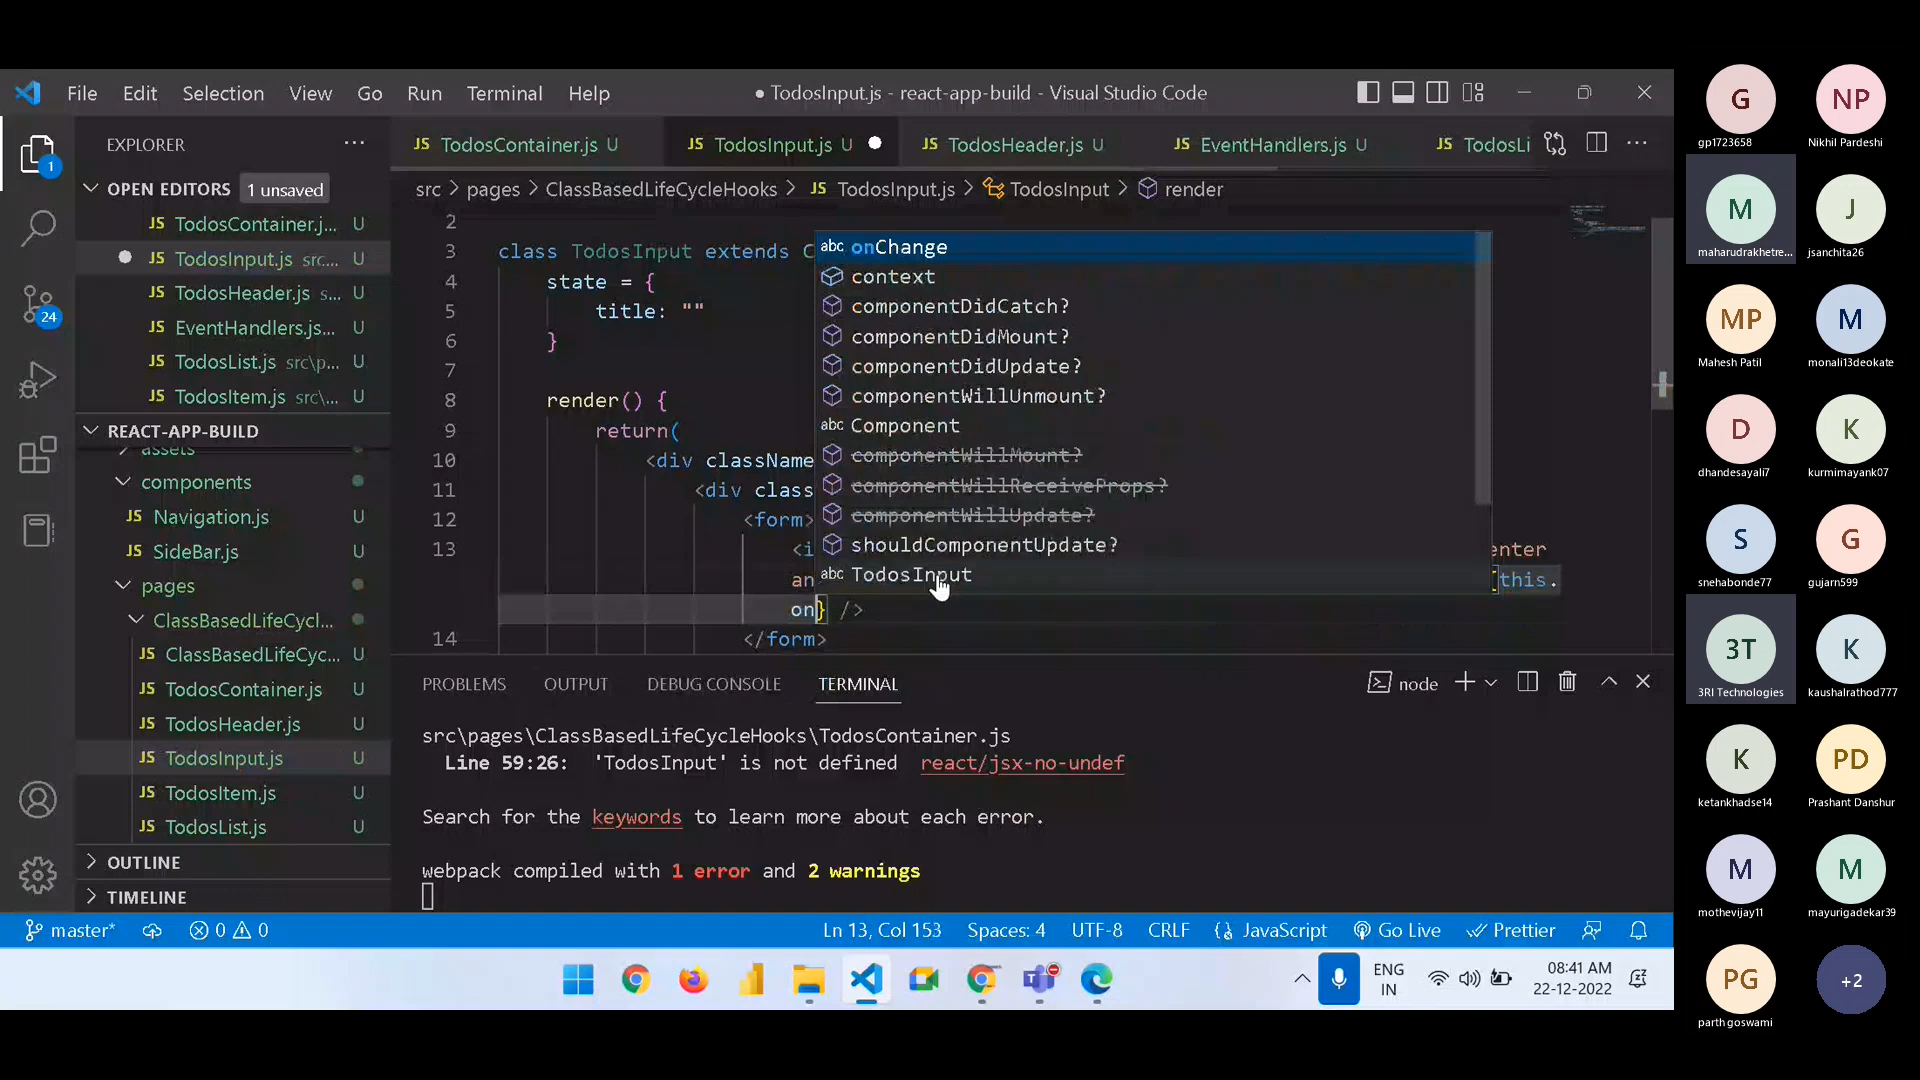 File Edit Selection View Go Run Terminal Help
● TodosInput.js - react-app-build - Visual Studio Code
EXPLORER
OPEN EDITORS 1 unsaved
JS TodosContainer.j... U
JS TodosInput.js src... U
JS TodosHeader.js s... U
JS EventHandlers.js... U
JS TodosList.js src\p... U
JS TodosItem.js src\... U
REACT-APP-BUILD
assets
components
JS Navigation.js U
JS SideBar.js U
pages
ClassBasedLifeCycl...
JS ClassBasedLifeCyc... U
JS TodosContainer.js U
JS TodosHeader.js U
JS TodosInput.js U
JS TodosItem.js U
JS TodosList.js U
OUTLINE
TIMELINE
1
24
JS TodosContainer.js U JS TodosInput.js U JS TodosHeader.js U JS EventHandlers.js U JS TodosLi
src > pages > ClassBasedLifeCycleHooks > JS TodosInput.js > TodosInput > render
2
3 class TodosInput extends C
4 state = {
5 title: ""
6 }
7
8 render() {
9 return(
10 <div className
11 <div class
12 <form>
13 <i enter
an {this.
on} />
14 </form>
abc onChange
context
componentDidCatch?
componentDidMount?
componentDidUpdate?
componentWillUnmount?
abc Component
componentWillMount?
componentWillReceiveProps?
componentWillUpdate?
shouldComponentUpdate?
abc TodosInput
PROBLEMS OUTPUT DEBUG CONSOLE TERMINAL node
src\pages\ClassBasedLifeCycleHooks\TodosContainer.js
Line 59:26: 'TodosInput' is not defined react/jsx-no-undef
Search for the keywords to learn more about each error.
webpack compiled with 1 error and 2 warnings
master* 0 0 Ln 13, Col 153 Spaces: 4 UTF-8 CRLF JavaScript Go Live Prettier
ENG
IN
08:41 AM
22-12-2022
G
gp1723658
NP
Nikhil Pardeshi
M
maharudrakhetre...
J
jsanchita26
MP
Mahesh Patil
M
monali13deokate
D
dhandesayali7
K
kurmimayank07
S
snehabonde77
G
gujarn599
3T
3RI Technologies
K
kaushalrathod777
K
ketankhadse14
PD
Prashant Danshur
M
mothevijay11
M
mayurigadekar39
PG
parth goswami
+2